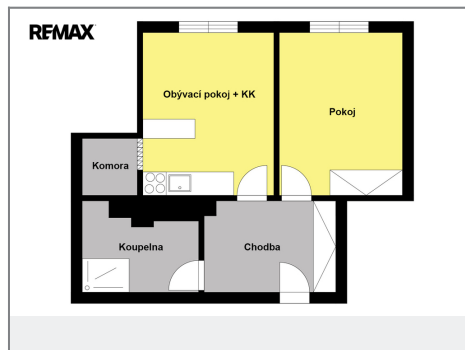 RE/MAX
Obývací pokoj + KK
Pokoj
Komora
Koupelna
Chodba